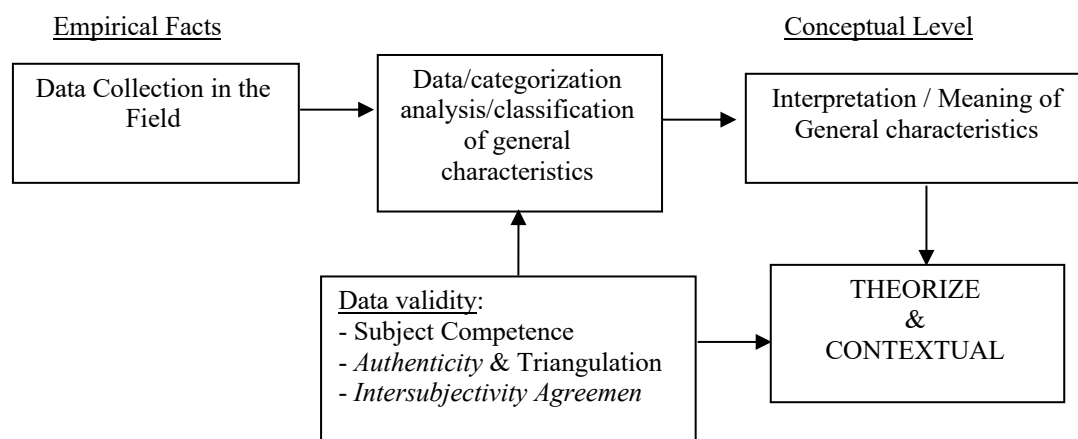 Empirical Facts
Conceptual Level
Data Collection in the
Field
Data/categorization
analysis/classification
of general
characteristics
Interpretation / Meaning of
General characteristics
Data validity:
- Subject Competence
- Authenticity & Triangulation
- Intersubjectivity Agreemen
THEORIZE
&
CONTEXTUAL